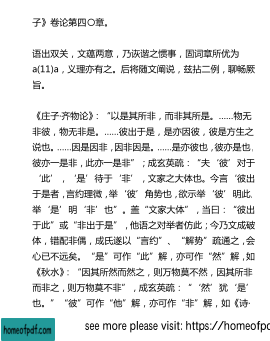 子》卷论第四〇章。
语出双关，文蕴两意，乃诙谐之惯事，固词章所优为
a(11)a，义理亦有之。后将随文阐说，兹拈二例，聊畅厥
旨。
《庄子·齐物论》：“以是其所非，而非其所是。……物无
非彼，物无非是。……彼出于是，是亦因彼，彼是方生之
说也。……因是因非，因非因是。……是亦彼也，彼亦是也.
彼亦一是非，此亦一是非”；成玄英疏：“夫‘彼’对于
‘此’，‘是’待于‘非’，文家之大体也。今言‘彼出
于是者，言约理微，举‘彼’角势也，欲示举‘彼’明此.
举‘是’明‘非’也”。盖“文家大体”，当曰：“彼出
于此”或“非出于是”，他语之对举者仿此；今乃文成破
体，错配非偶，成氏遂以“言约”、“解势”疏通之，会
心已不远矣。“是”可作“此”解，亦可作“然”解，如
《秋水》：“因其所然而然之，则万物莫不然，因其所非
而非之，则万物莫不非”，成玄英疏：“‘然’犹‘是’
也。”“彼”可作“他”解，亦可作“非”解，如《诗·
homeofpdf.com
see more please visit: https://homeofpd